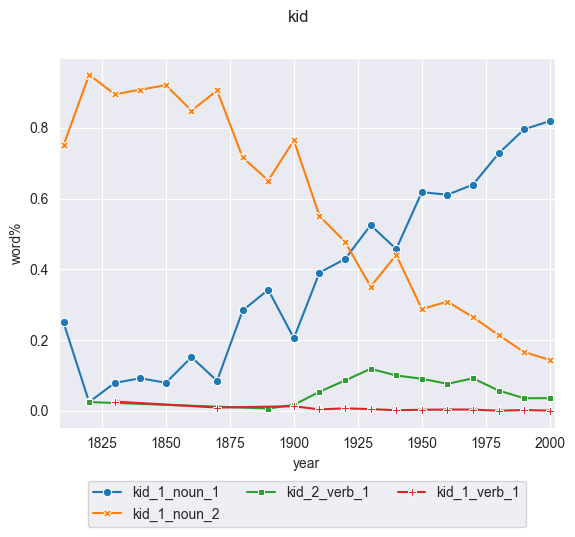 kid
word%
0.8
0.6
0.4
0.2
0.0
1825 1850 1875 1900 1925 1950 1975 2000
year
kid_1_noun_1 kid_2_verb_1 kid_1_verb_1
kid_1_noun_2